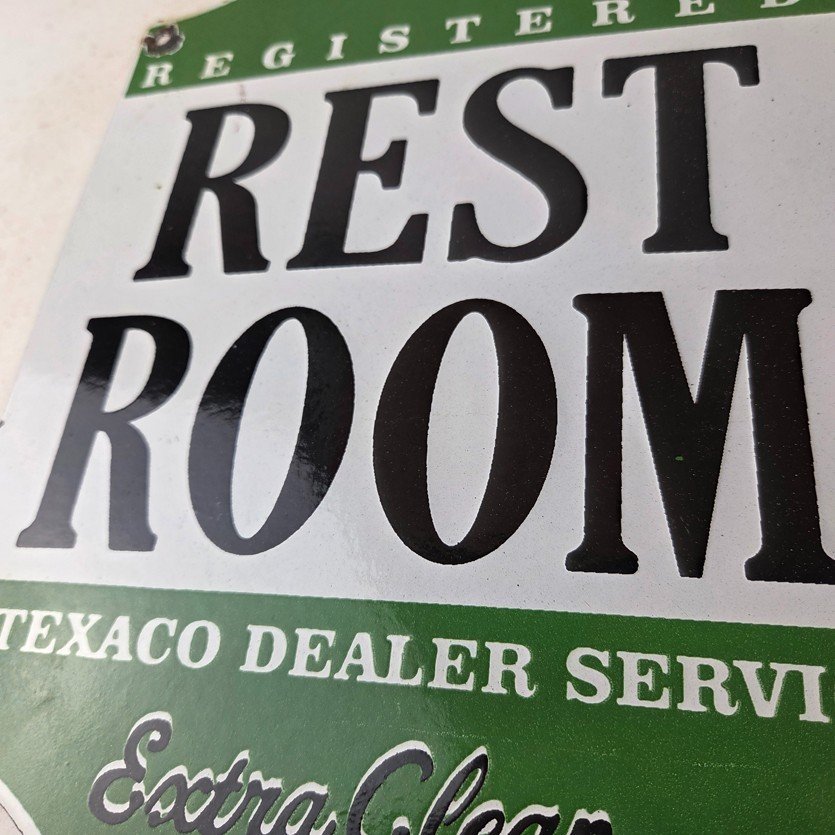 REGISTERED
REST
ROOM
TEXACO DEALER SERVI
Extra Clean